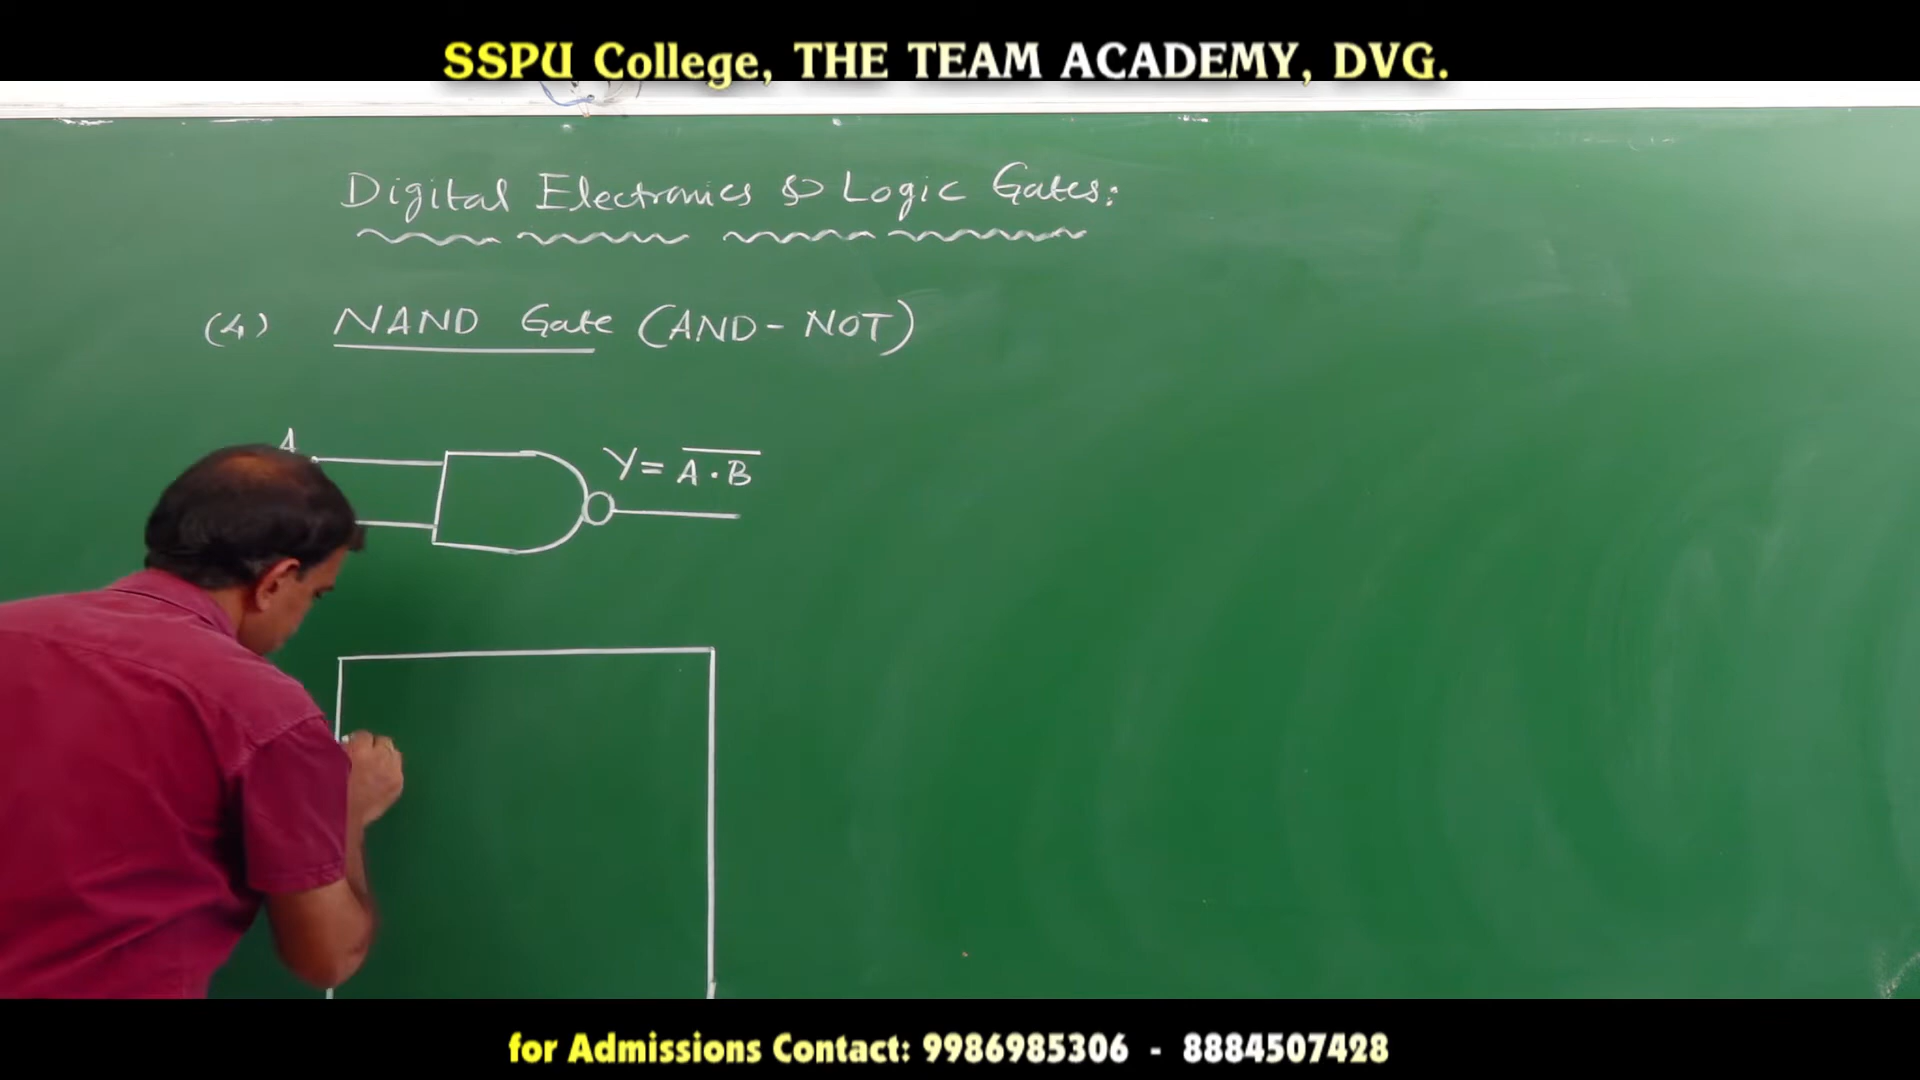 SSPU College, THE TEAM ACADEMY, DVG.
Digital Electronics & Logic Gates:
(4) NAND Gate (AND - NOT)
A
Y = \overline{A · B}
for Admissions Contact: 9986985306 - 8884507428